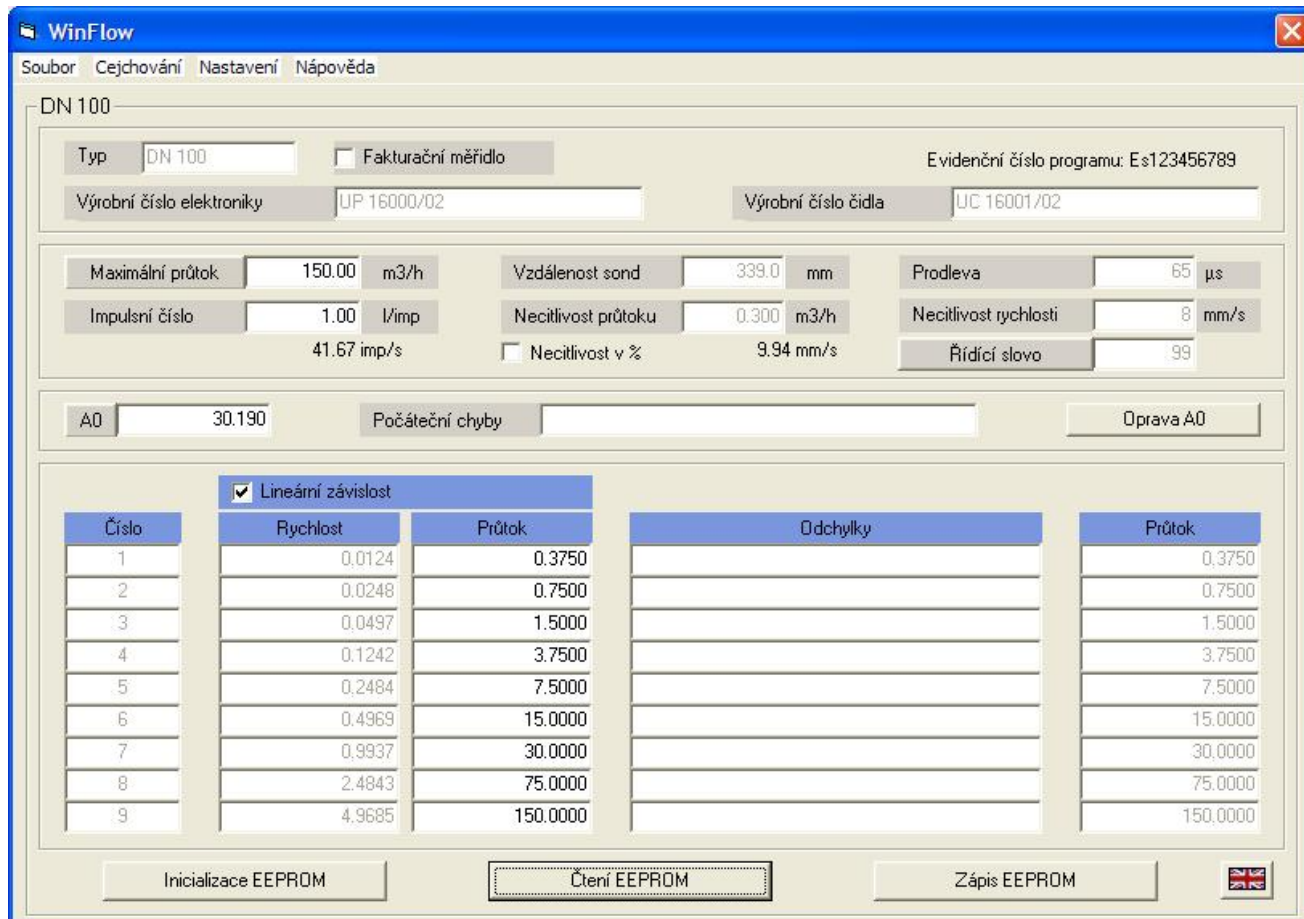 WinFlow
Soubor Cejchování Nastavení Nápověda
DN 100
Typ DN 100 Fakturační měřidlo Evidenční číslo programu: Es123456789
Výrobní číslo elektroniky UP 16000/02 Výrobní číslo čidla UC 16001/02
Maximální průtok 150.00 m3/h Vzdálenost sond 339.0 mm Prodleva 65 µs
Impulsní číslo 1.00 l/imp Necitlivost průtoku 0.300 m3/h Necitlivost rychlosti 8 mm/s
41.67 imp/s Necitlivost v % 9.94 mm/s Řídící slovo 99
A0 30.190 Počáteční chyby Oprava A0
Lineární závislost
Číslo Rychlost Průtok Odchylky Průtok
1 0.0124 0.3750 0.3750
2 0.0248 0.7500 0.7500
3 0.0497 1.5000 1.5000
4 0.1242 3.7500 3.7500
5 0.2484 7.5000 7.5000
6 0.4969 15.0000 15.0000
7 0.9937 30.0000 30.0000
8 2.4843 75.0000 75.0000
9 4.9685 150.0000 150.0000
Inicializace EEPROM Čtení EEPROM Zápis EEPROM